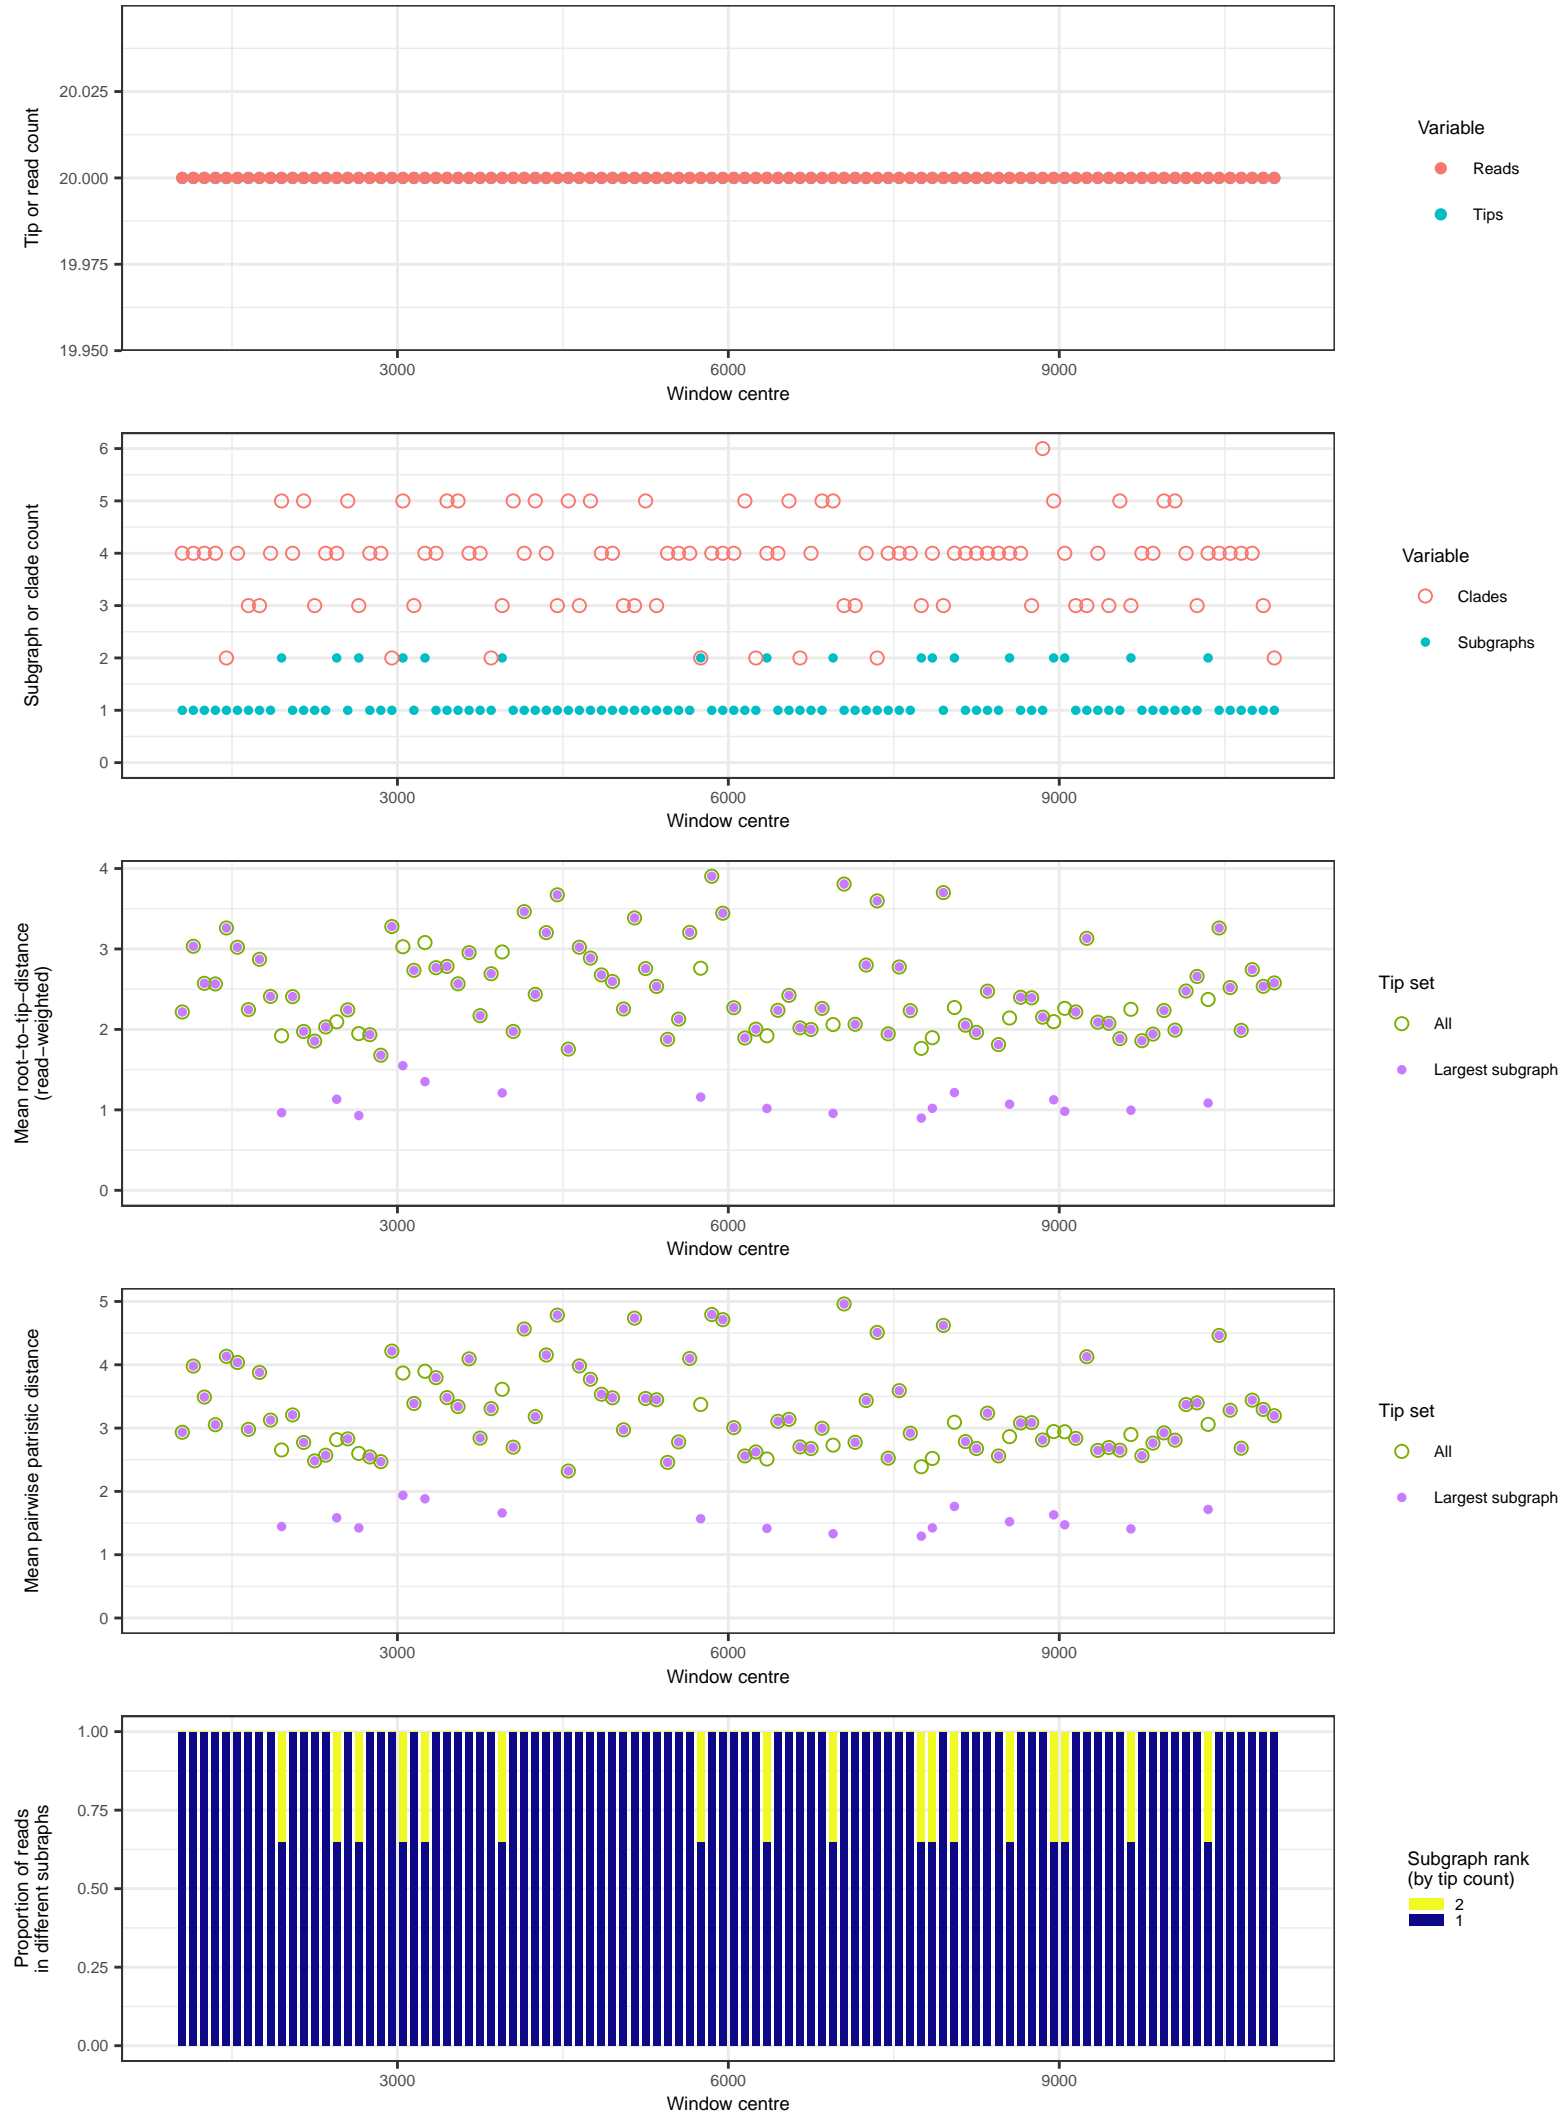 Tip or read count
20.025
20.000
19.975
19.950
3000 6000 9000
Window centre
Variable
Reads
Tips
Subgraph or clade count
6
5
4
3
2
1
0
3000 6000 9000
Window centre
Variable
Clades
Subgraphs
Mean root−to−tip−distance
(read−weighted)
4
3
2
1
0
3000 6000 9000
Window centre
Tip set
All
Largest subgraph
Mean pairwise patristic distance
5
4
3
2
1
0
3000 6000 9000
Window centre
Tip set
All
Largest subgraph
Proportion of reads
in different subraphs
1.00
0.75
0.50
0.25
0.00
3000 6000 9000
Window centre
Subgraph rank
(by tip count)
2
1